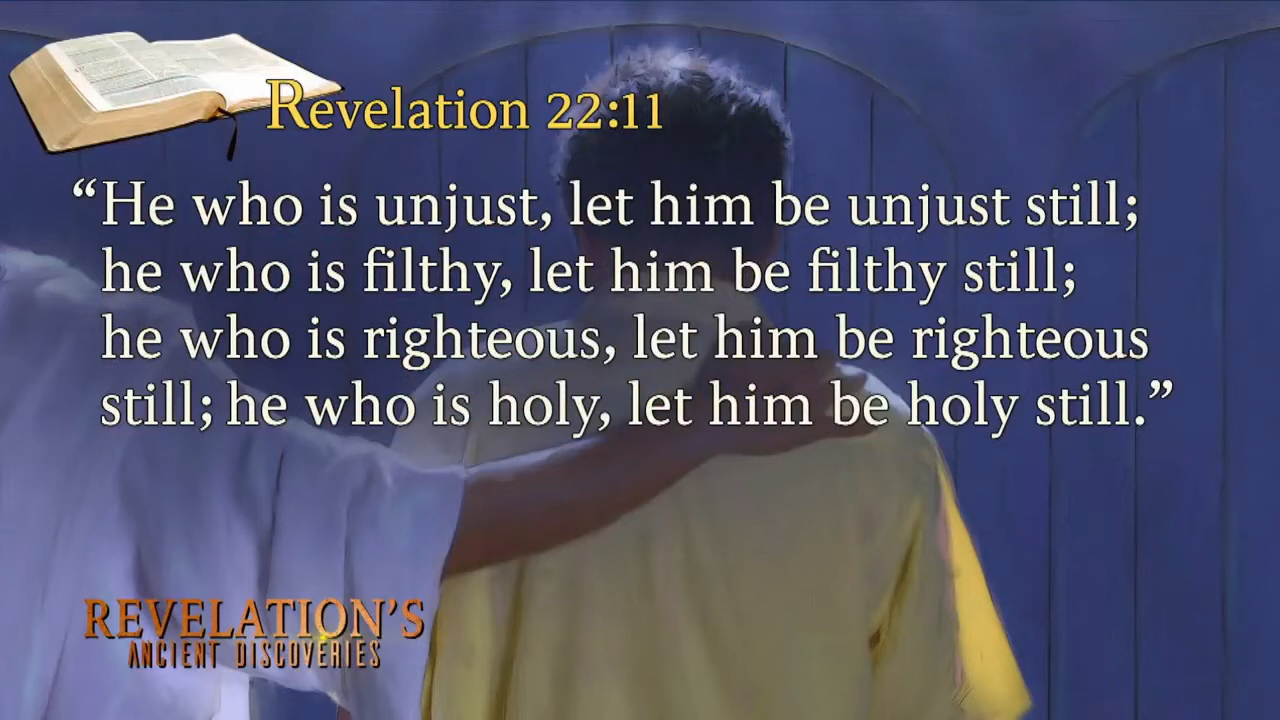 Revelation 22:11
“He who is unjust, let him be unjust still;
he who is filthy, let him be filthy still;
he who is righteous, let him be righteous
still; he who is holy, let him be holy still.”
REVELATION’S
ANCIENT DISCOVERIES